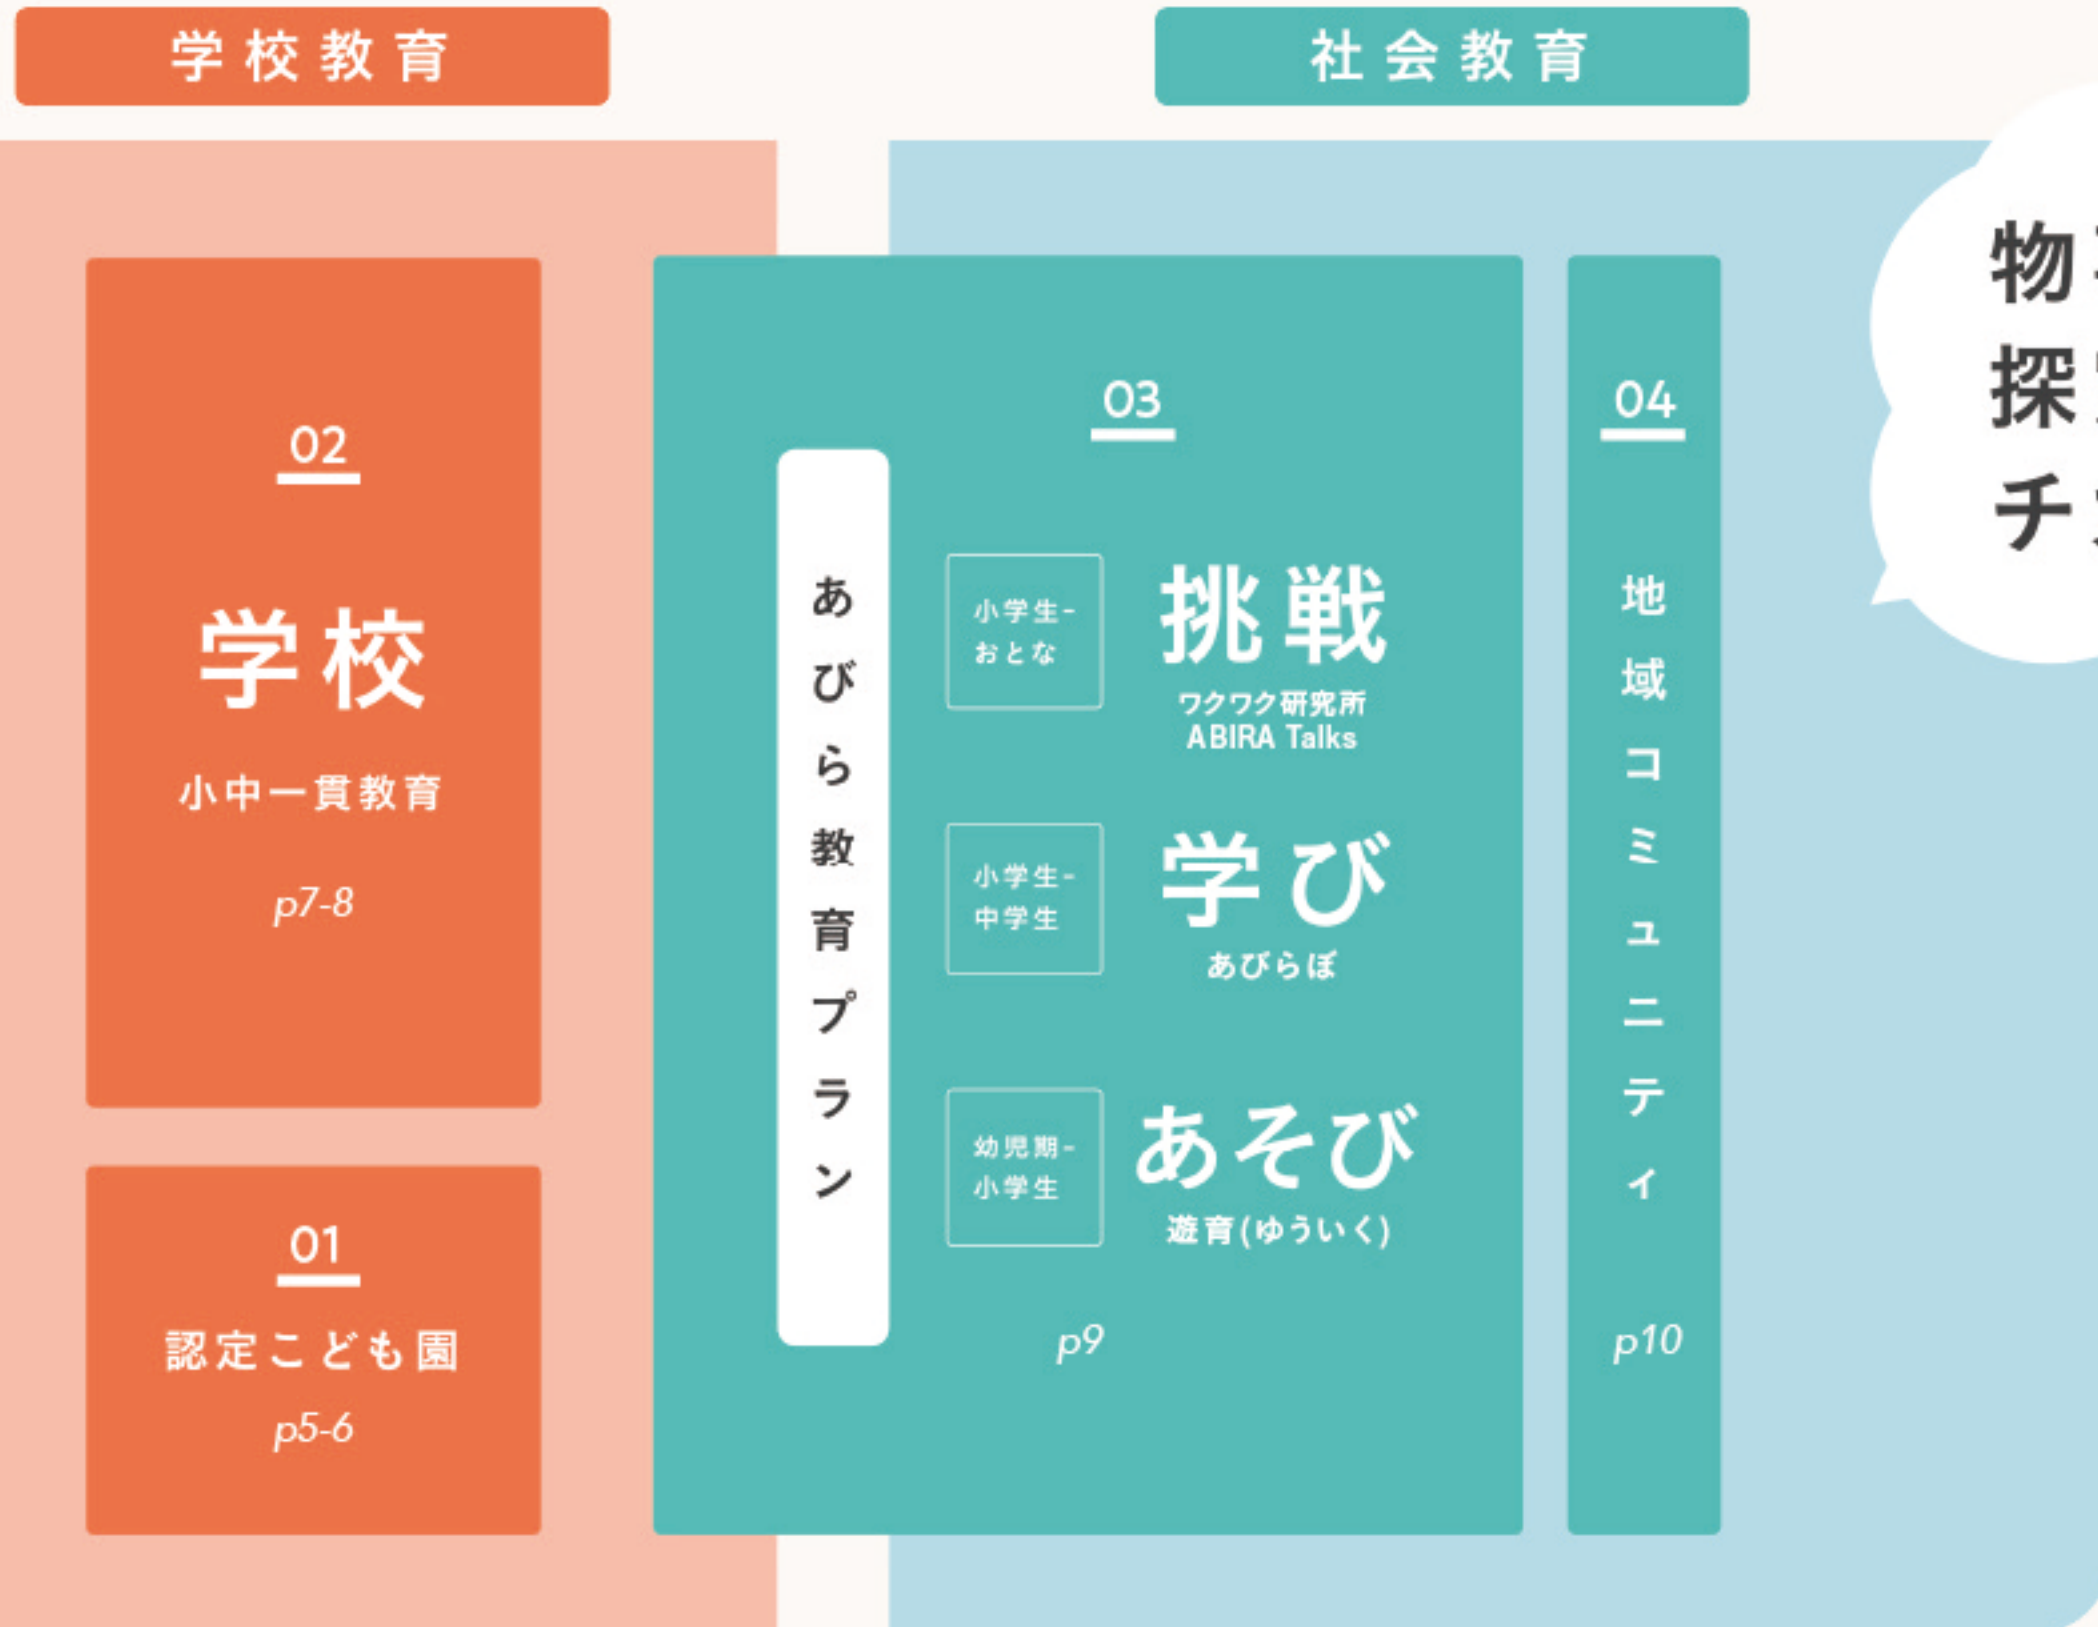 学校教育
社会教育
02
学校
小中一貫教育
p7-8
01
認定こども園
p5-6
03
あびら教育プラン
小学生-
おとな
挑戦
ワクワク研究所
ABIRA Talks
小学生-
中学生
学び
あびらぼ
幼児期-
小学生
あそび
遊育(ゆういく)
p9
04
地域コミュニティ
p10
物
探
チ